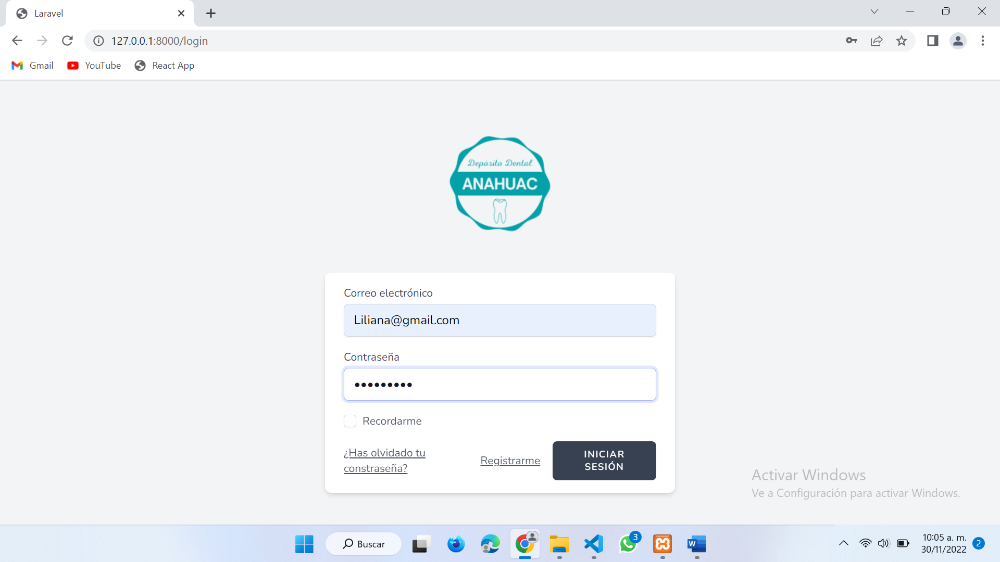 Laravel
127.0.0.1:8000/login
Gmail
YouTube
React App
Depósito Dental
ANAHUAC
Correo electrónico
Liliana@gmail.com
Contraseña
•••••••••
Recordarme
¿Has olvidado tu
constraseña?
Registrarme
INICIAR
SESIÓN
Activar Windows
Ve a Configuración para activar Windows.
Buscar
3
W
10:05 a. m.
30/11/2022
2